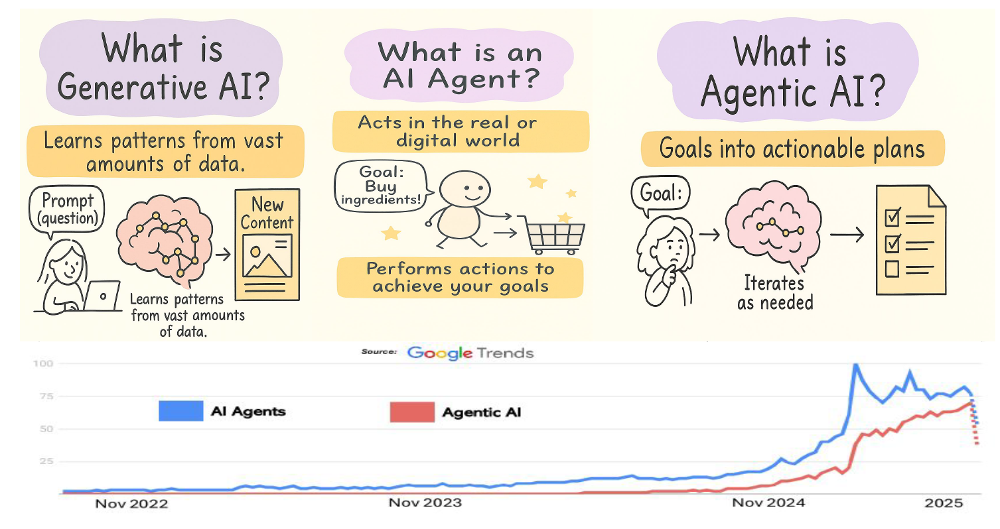 What is
Generative AI?
Learns patterns from vast
amounts of data.
Prompt
(question)
New
Content
Learns patterns
from vast amounts
of data.
What is an
AI Agent?
Acts in the real or
digital world
Goal:
Buy
ingredients!
Performs actions to
achieve your goals
What is
Agentic AI?
Goals into actionable plans
Goal:
Iterates
as needed
Source: Google Trends
100
75
50
25
AI Agents
Agentic AI
Nov 2022
Nov 2023
Nov 2024
2025